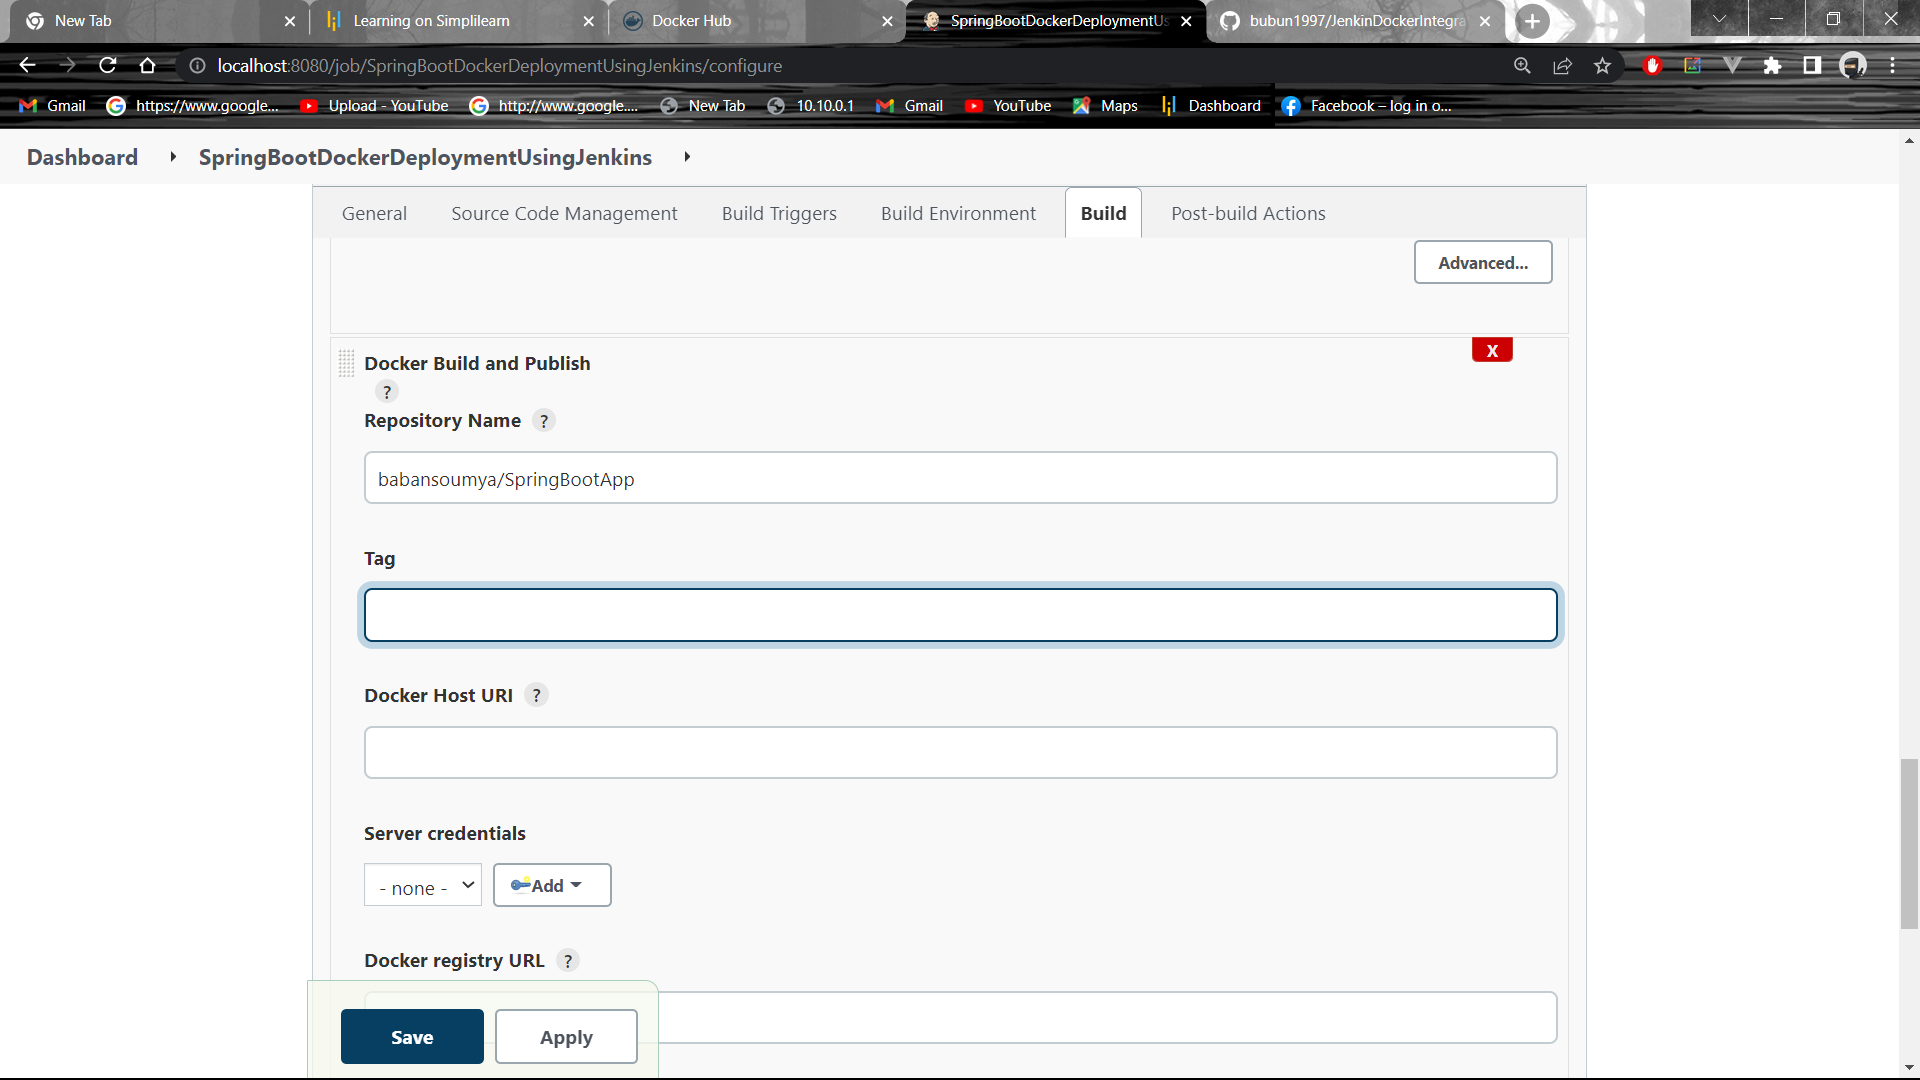 New Tab
Learning on Simplilearn
Docker Hub
SpringBootDockerDeploymentUs
bubun1997/JenkinDockerIntegra
localhost:8080/job/SpringBootDockerDeploymentUsingJenkins/configure
Gmail
https://www.google...
Upload - YouTube
http://www.google....
New Tab
10.10.0.1
Gmail
YouTube
Maps
Dashboard
Facebook – log in o...
Dashboard
SpringBootDockerDeploymentUsingJenkins
General
Source Code Management
Build Triggers
Build Environment
Build
Post-build Actions
Advanced...
X
Docker Build and Publish
?
Repository Name ?
babansoumya/SpringBootApp
Tag
Docker Host URI ?
Server credentials
- none -
Add
Docker registry URL ?
Save
Apply